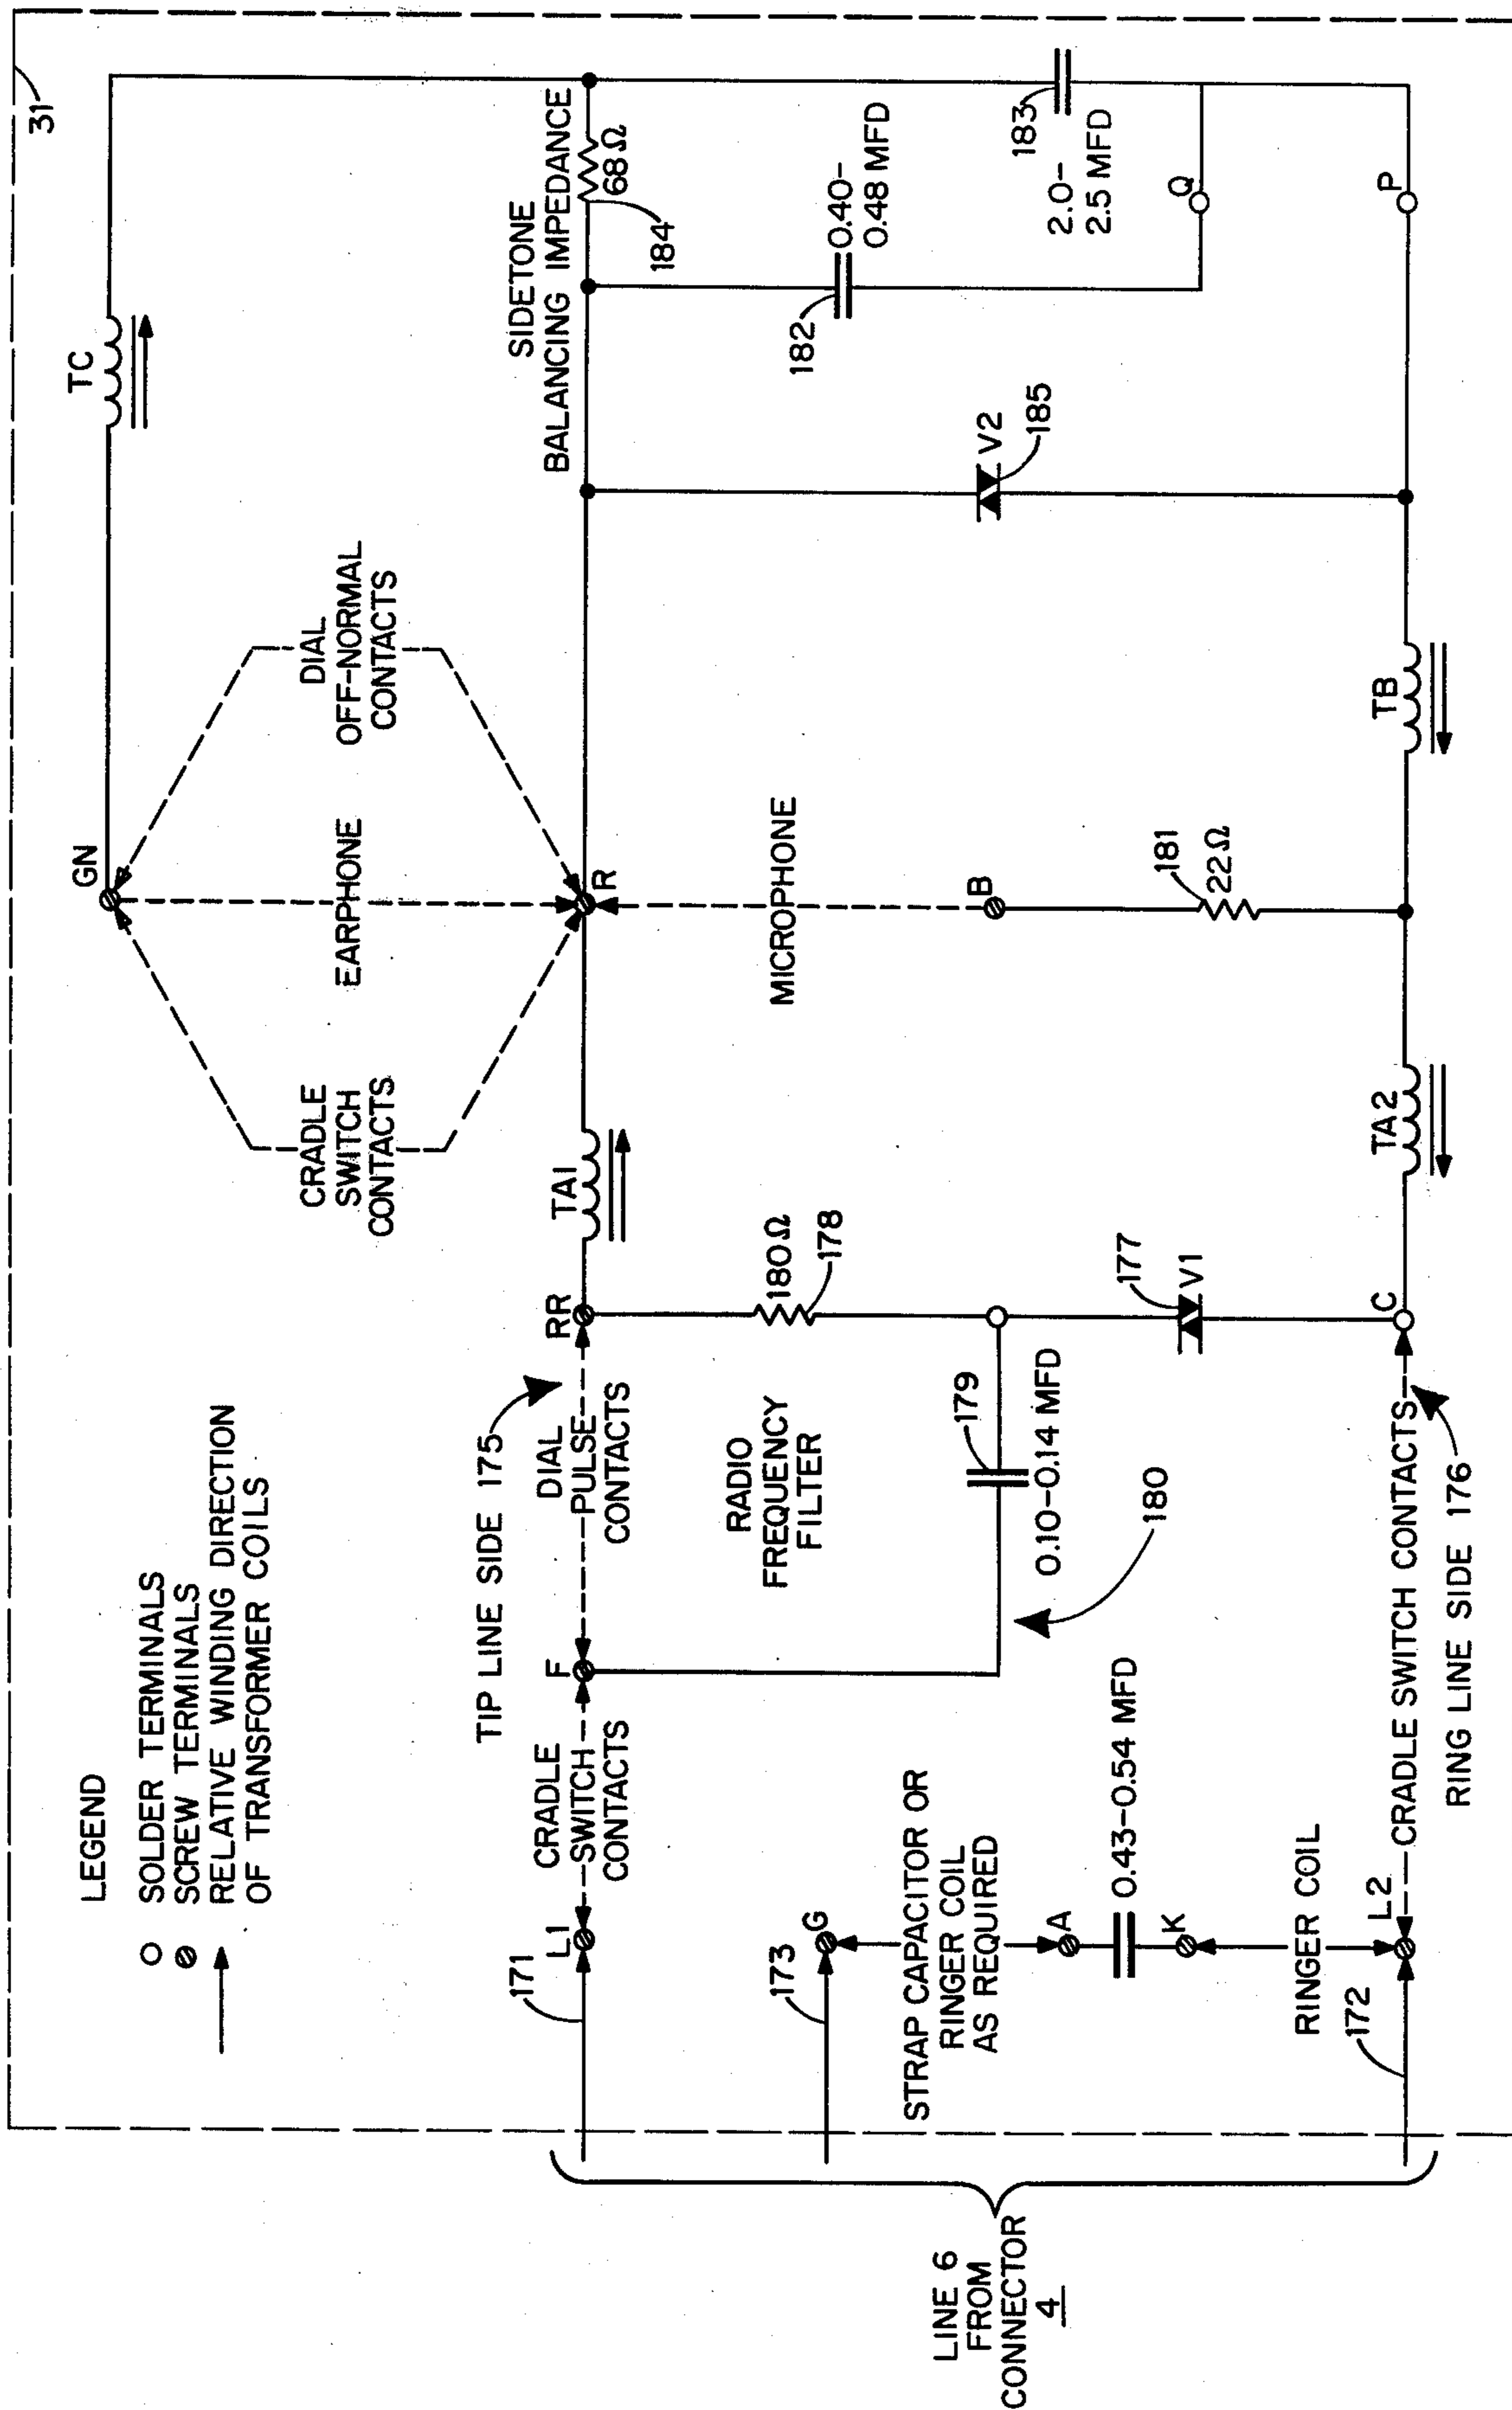 31
LEGEND
SOLDER TERMINALS
SCREW TERMINALS
RELATIVE WINDING DIRECTION
OF TRANSFORMER COILS
GN
TC
CRADLE
SWITCH
CONTACTS
EARPHONE
DIAL
OFF-NORMAL
CONTACTS
TIP LINE SIDE 175
171
L1
CRADLE
SWITCH
CONTACTS
F
DIAL
PULSE
CONTACTS
RR
TA1
R
SIDETONE
BALANCING IMPEDANCE
68Ω
184
173
G
STRAP CAPACITOR OR
RINGER COIL
AS REQUIRED
A
0.43-0.54 MFD
K
RINGER COIL
172
L2
CRADLE SWITCH CONTACTS
RING LINE SIDE 176
RADIO
FREQUENCY
FILTER
180Ω
178
179
0.10-0.14 MFD
180
177
V1
C
TA2
MICROPHONE
B
181
22Ω
TB
V2
185
182
0.40-
0.48 MFD
183
2.0-
2.5 MFD
Q
P
LINE 6
FROM
CONNECTOR
4